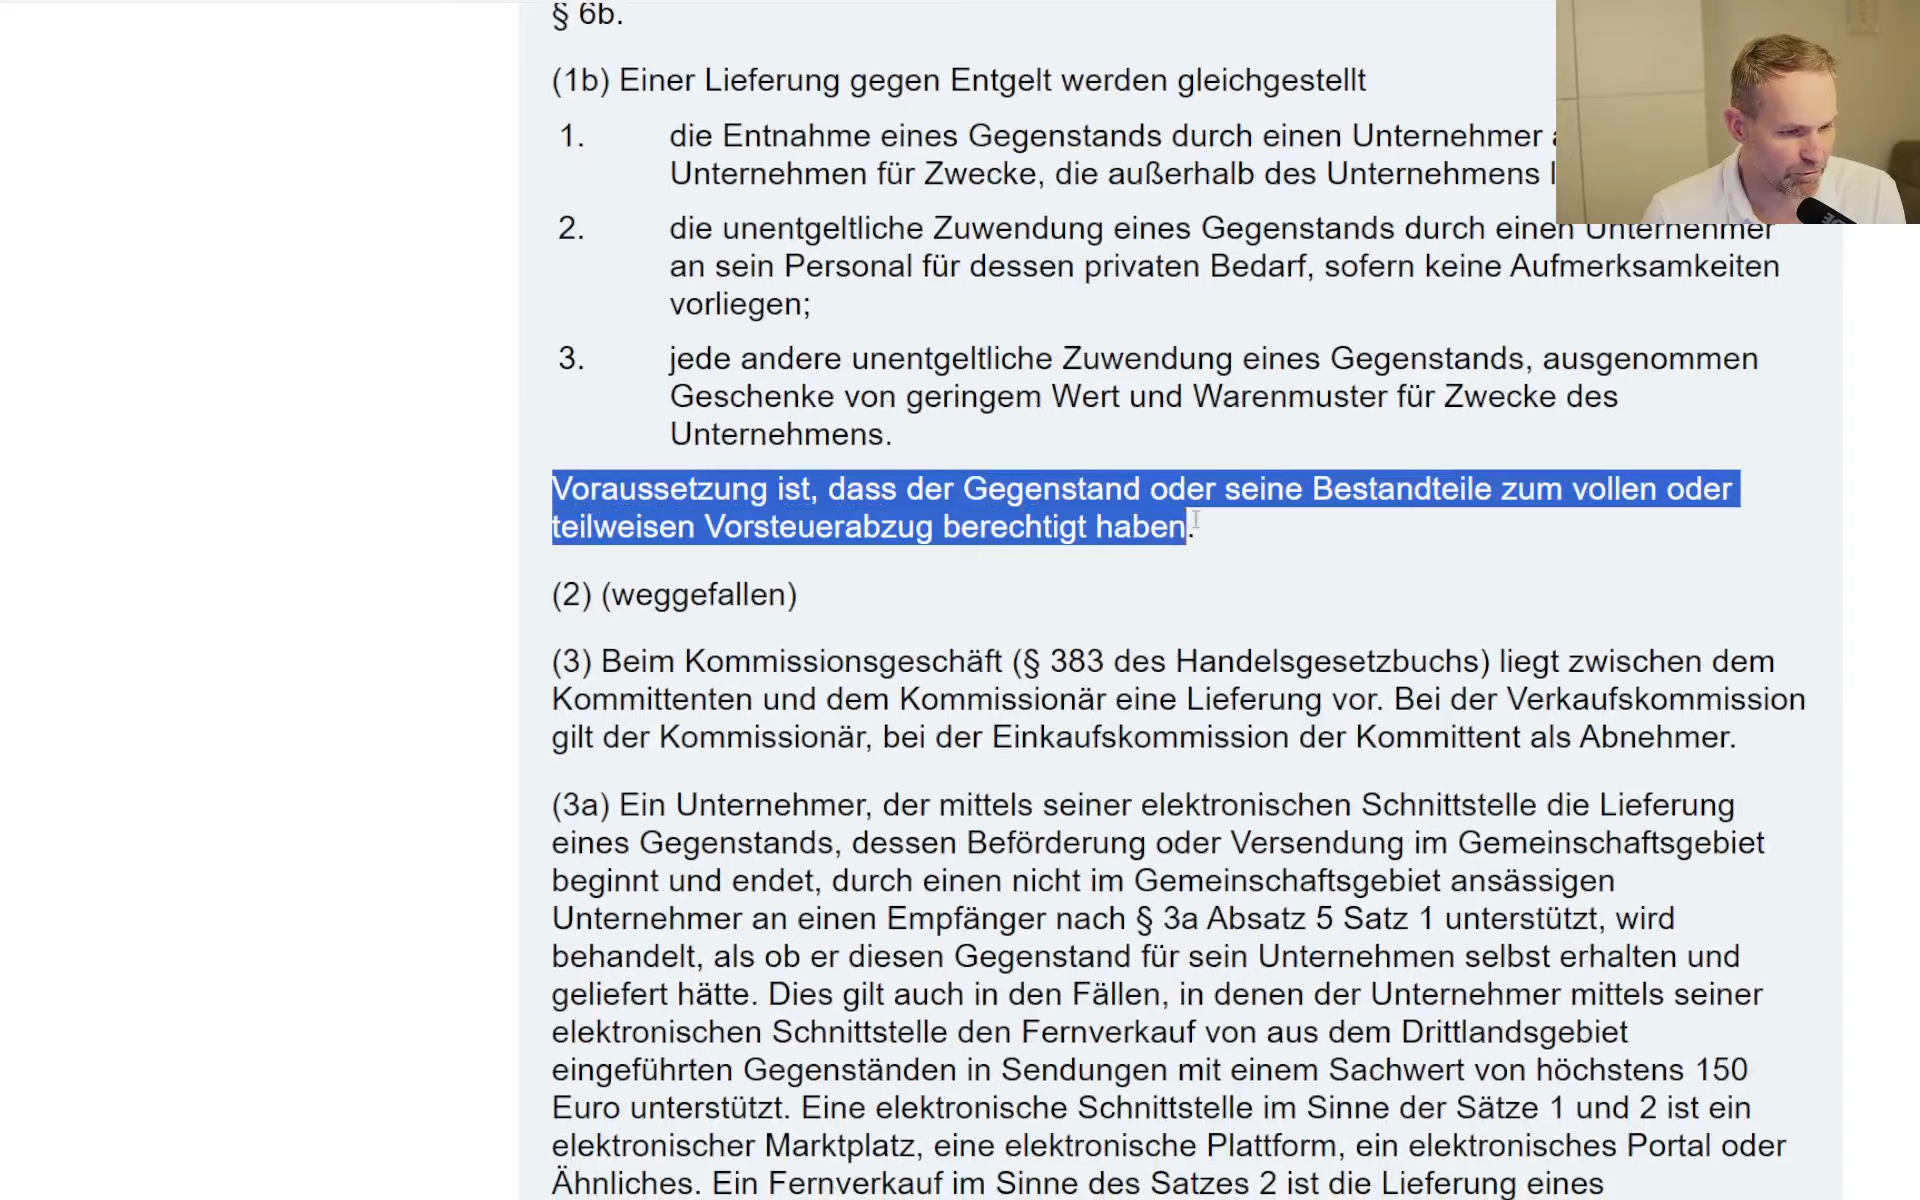 § 6b.
(1b) Einer Lieferung gegen Entgelt werden gleichgestellt
1. die Entnahme eines Gegenstands durch einen Unternehmer
Unternehmen für Zwecke, die außerhalb des Unternehmens
2. die unentgeltliche Zuwendung eines Gegenstands durch einen Unternehmer
an sein Personal für dessen privaten Bedarf, sofern keine Aufmerksamkeiten
vorliegen;
3. jede andere unentgeltliche Zuwendung eines Gegenstands, ausgenommen
Geschenke von geringem Wert und Warenmuster für Zwecke des
Unternehmens.
Voraussetzung ist, dass der Gegenstand oder seine Bestandteile zum vollen oder
teilweisen Vorsteuerabzug berechtigt haben.
(2) (weggefallen)
(3) Beim Kommissionsgeschäft (§ 383 des Handelsgesetzbuchs) liegt zwischen dem
Kommittenten und dem Kommissionär eine Lieferung vor. Bei der Verkaufskommission
gilt der Kommissionär, bei der Einkaufskommission der Kommittent als Abnehmer.
(3a) Ein Unternehmer, der mittels seiner elektronischen Schnittstelle die Lieferung
eines Gegenstands, dessen Beförderung oder Versendung im Gemeinschaftsgebiet
beginnt und endet, durch einen nicht im Gemeinschaftsgebiet ansässigen
Unternehmer an einen Empfänger nach § 3a Absatz 5 Satz 1 unterstützt, wird
behandelt, als ob er diesen Gegenstand für sein Unternehmen selbst erhalten und
geliefert hätte. Dies gilt auch in den Fällen, in denen der Unternehmer mittels seiner
elektronischen Schnittstelle den Fernverkauf von aus dem Drittlandsgebiet
eingeführten Gegenständen in Sendungen mit einem Sachwert von höchstens 150
Euro unterstützt. Eine elektronische Schnittstelle im Sinne der Sätze 1 und 2 ist ein
elektronischer Marktplatz, eine elektronische Plattform, ein elektronisches Portal oder
Ähnliches. Ein Fernverkauf im Sinne des Satzes 2 ist die Lieferung eines